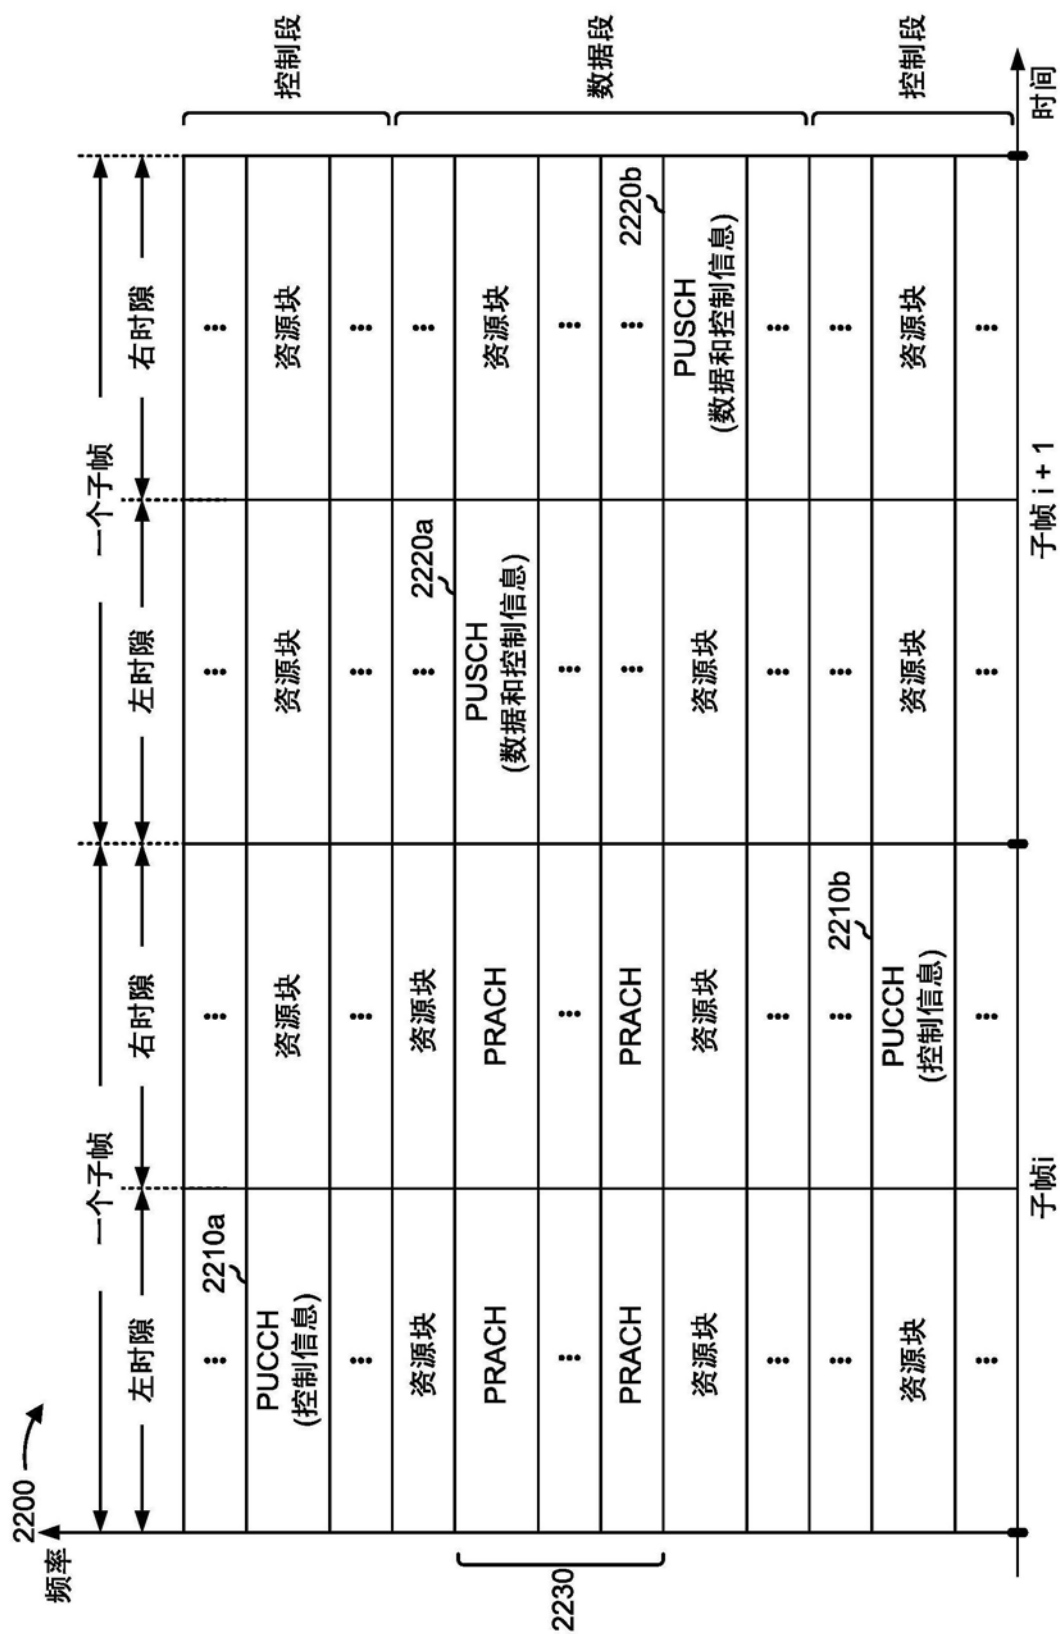 2200
频率
一个子帧
一个子帧
左时隙
右时隙
左时隙
右时隙
...
...
...
...
控制段
2210a
PUCCH
(控制信息)
资源块
资源块
资源块
...
...
...
...
资源块
资源块
...
...
数据段
2220a
2230
PRACH
PRACH
PUSCH
(数据和控制信息)
资源块
...
...
...
...
PRACH
PRACH
...
...
2220b
资源块
资源块
资源块
PUSCH
(数据和控制信息)
...
...
...
...
...
...
...
...
控制段
2210b
资源块
PUCCH
(控制信息)
资源块
资源块
...
...
...
...
子帧i
子帧 i + 1
时间